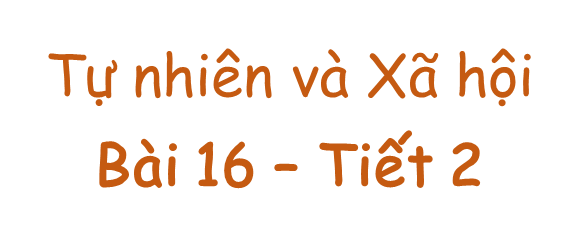 Tự nhiên và Xã hội
Bài 16 – Tiết 2